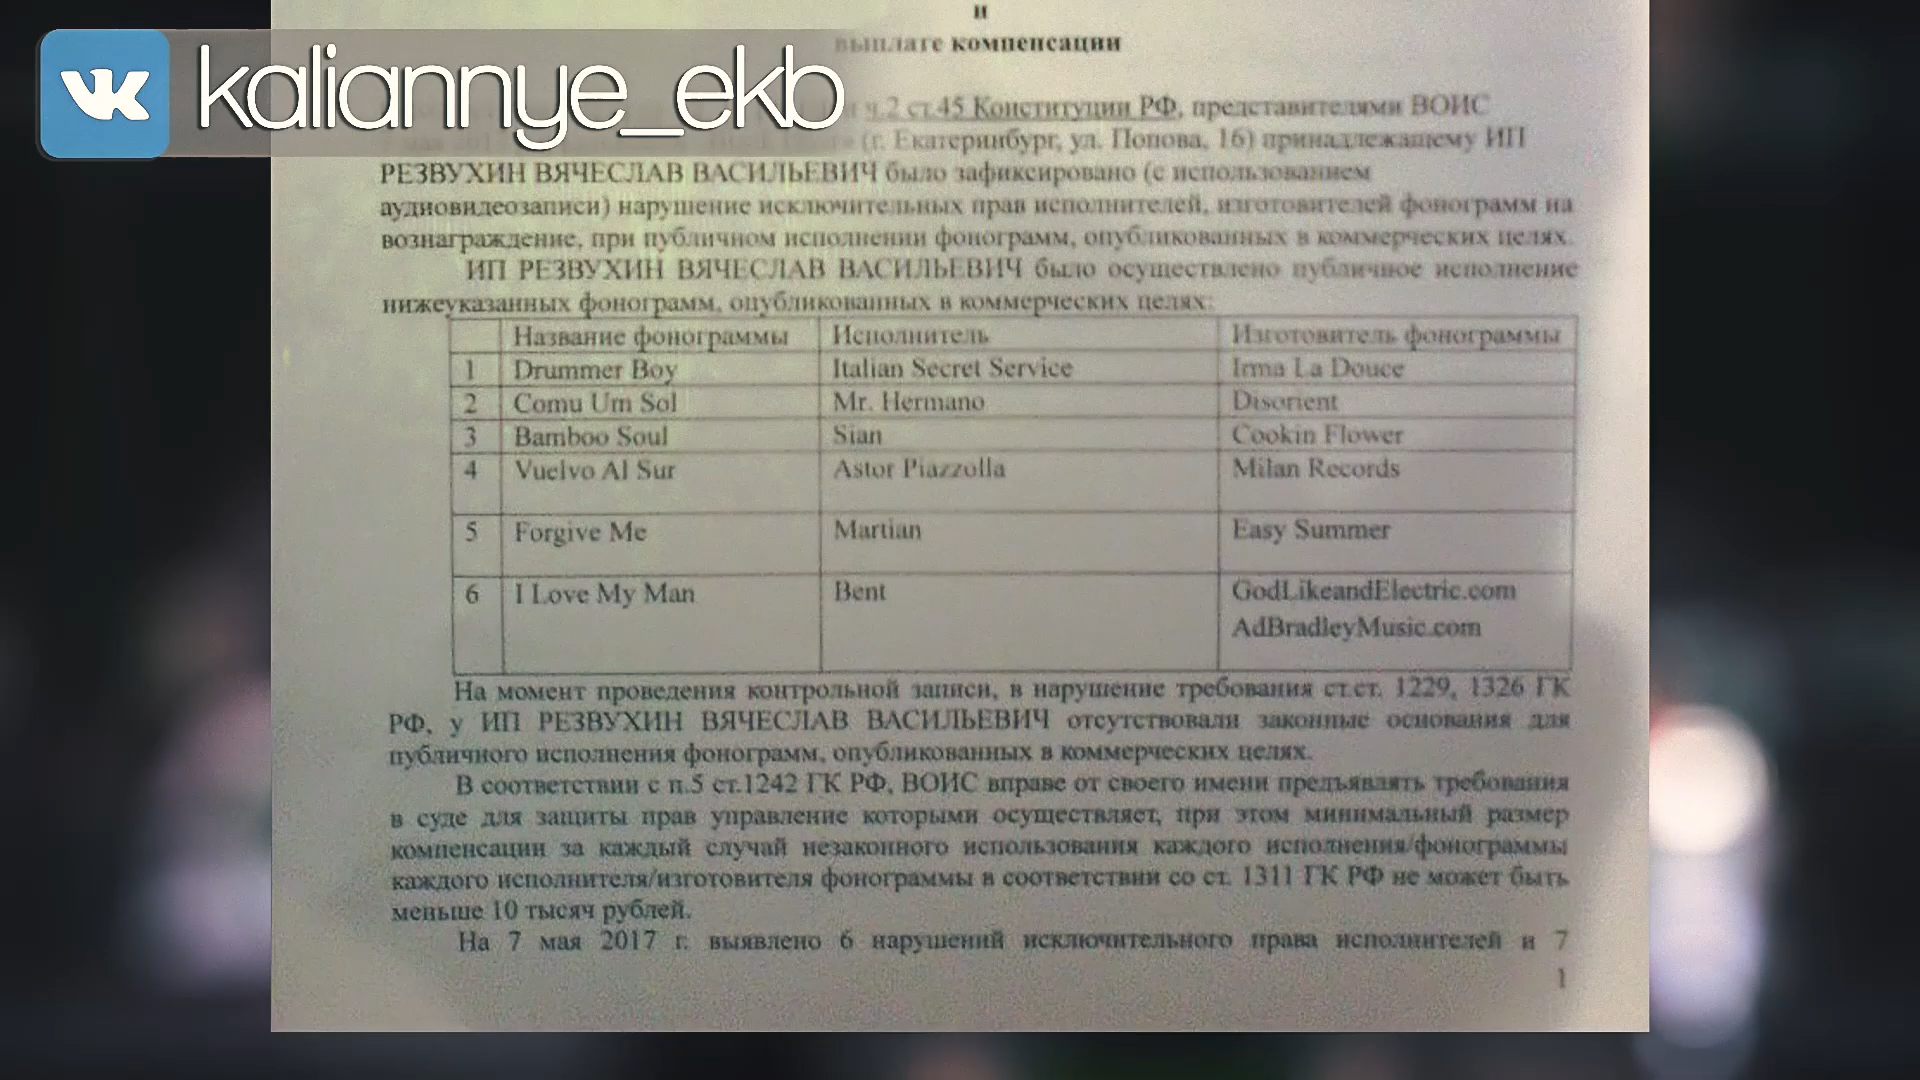 kaliannye_ekb
и
выплате компенсации
ч.2 ст.45 Конституции РФ, представителями ВОИС
(г. Екатеринбург, ул. Попова, 16) принадлежащему ИП
РЕЗВУХИН ВЯЧЕСЛАВ ВАСИЛЬЕВИЧ было зафиксировано (с использованием
аудиовидеозаписи) нарушение исключительных прав исполнителей, изготовителей фонограмм на
вознаграждение, при публичном исполнении фонограмм, опубликованных в коммерческих целях.
ИП РЕЗВУХИН ВЯЧЕСЛАВ ВАСИЛЬЕВИЧ было осуществлено публичное исполнение
нижеуказанных фонограмм, опубликованных в коммерческих целях:
Название фонограммы Исполнитель Изготовитель фонограммы
1 Drummer Boy Italian Secret Service Irma La Douce
2 Comu Um Sol Mr. Hermano Disorient
3 Bamboo Soul Sian Cookin Flower
4 Vuelvo Al Sur Astor Piazzolla Milan Records
5 Forgive Me Martian Easy Summer
6 I Love My Man Bent GodLikeandElectric.com
AdBradleyMusic.com
На момент проведения контрольной записи, в нарушение требования ст.ст. 1229, 1326 ГК
РФ, у ИП РЕЗВУХИН ВЯЧЕСЛАВ ВАСИЛЬЕВИЧ отсутствовали законные основания для
публичного исполнения фонограмм, опубликованных в коммерческих целях.
В соответствии с п.5 ст.1242 ГК РФ, ВОИС вправе от своего имени предъявлять требования
в суде для защиты прав управление которыми осуществляет, при этом минимальный размер
компенсации за каждый случай незаконного использования каждого исполнения/фонограммы
каждого исполнителя/изготовителя фонограммы в соответствии со ст. 1311 ГК РФ не может быть
меньше 10 тысяч рублей.
На 7 мая 2017 г. выявлено 6 нарушений исключительного права исполнителей и 7
1